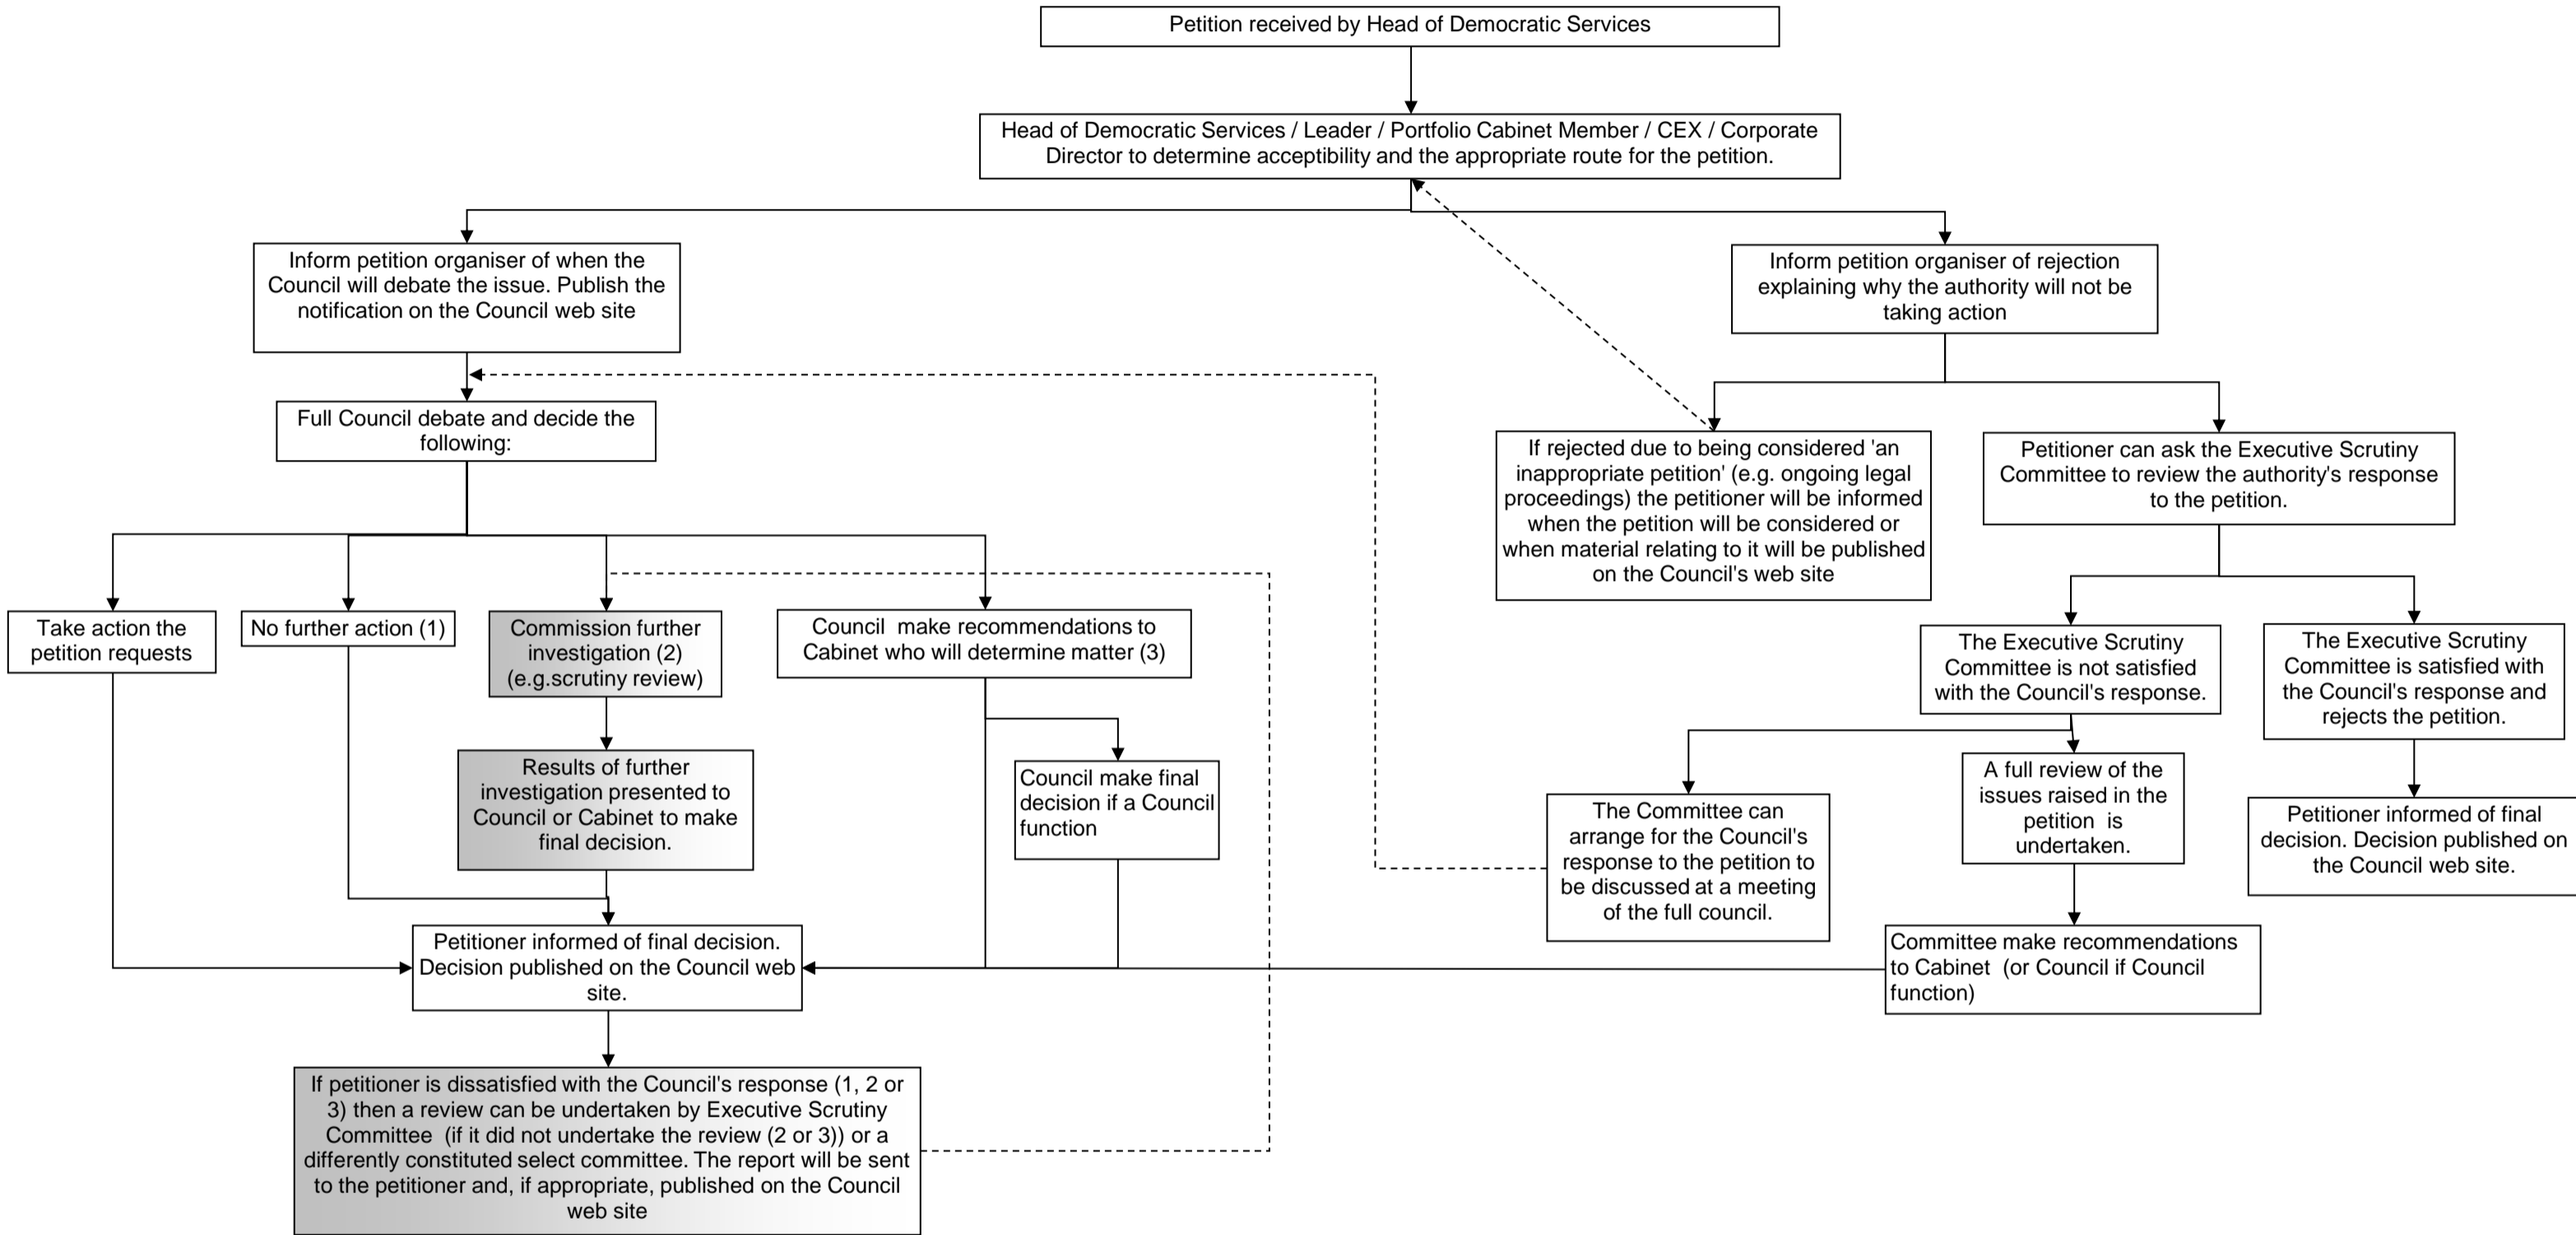 Petition received by Head of Democratic Services
Head of Democratic Services / Leader / Portfolio Cabinet Member / CEX / Corporate
Director to determine acceptibility and the appropriate route for the petition.
Inform petition organiser of when the
Council will debate the issue. Publish the
notification on the Council web site
Inform petition organiser of rejection
explaining why the authority will not be
taking action
Full Council debate and decide the
following:
If rejected due to being considered 'an
inappropriate petition' (e.g. ongoing legal
proceedings) the petitioner will be informed
when the petition will be considered or
when material relating to it will be published
on the Council's web site
Petitioner can ask the Executive Scrutiny
Committee to review the authority's response
to the petition.
Take action the
petition requests
No further action (1)
Commission further
investigation (2)
(e.g.scrutiny review)
Council make recommendations to
Cabinet who will determine matter (3)
The Executive Scrutiny
Committee is not satisfied
with the Council's response.
The Executive Scrutiny
Committee is satisfied with
the Council's response and
rejects the petition.
Results of further
investigation presented to
Council or Cabinet to make
final decision.
Council make final
decision if a Council
function
The Committee can
arrange for the Council's
response to the petition to
be discussed at a meeting
of the full council.
A full review of the
issues raised in the
petition is
undertaken.
Petitioner informed of final
decision. Decision published on
the Council web site.
Petitioner informed of final decision.
Decision published on the Council web
site.
Committee make recommendations
to Cabinet (or Council if Council
function)
If petitioner is dissatisfied with the Council's response (1, 2 or
3) then a review can be undertaken by Executive Scrutiny
Committee (if it did not undertake the review (2 or 3)) or a
differently constituted select committee. The report will be sent
to the petitioner and, if appropriate, published on the Council
web site